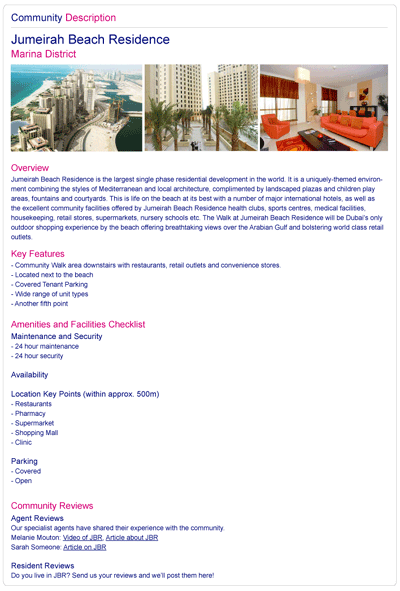 Community Description
Jumeirah Beach Residence
Marina District
Overview
Jumeirah Beach Residence is the largest single phase residential development in the world. It is a uniquely-themed environ-
ment combining the styles of Mediterranean and local architecture, complimented by landscaped plazas and children play
areas, fountains and courtyards. This is life on the beach at its best with a number of major international hotels, as well as
the excellent community facilities offered by Jumeirah Beach Residence health clubs, sports centres, medical facilities,
housekeeping, retail stores, supermarkets, nursery schools etc. The Walk at Jumeirah Beach Residence will be Dubai's only
outdoor shopping experience by the beach offering breathtaking views over the Arabian Gulf and bolstering world class retail
outlets.
Key Features
- Community Walk area downstairs with restaurants, retail outlets and convenience stores.
- Located next to the beach
- Covered Tenant Parking
- Wide range of unit types
- Another fifth point
Amenities and Facilities Checklist
Maintenance and Security
- 24 hour maintenance
- 24 hour security
Availability
Location Key Points (within approx. 500m)
- Restaurants
- Pharmacy
- Supermarket
- Shopping Mall
- Clinic
Parking
- Covered
- Open
Community Reviews
Agent Reviews
Our specialist agents have shared their experience with the community.
Melanie Mouton: Video of JBR, Article about JBR
Sarah Someone: Article on JBR
Resident Reviews
Do you live in JBR? Send us your reviews and we'll post them here!